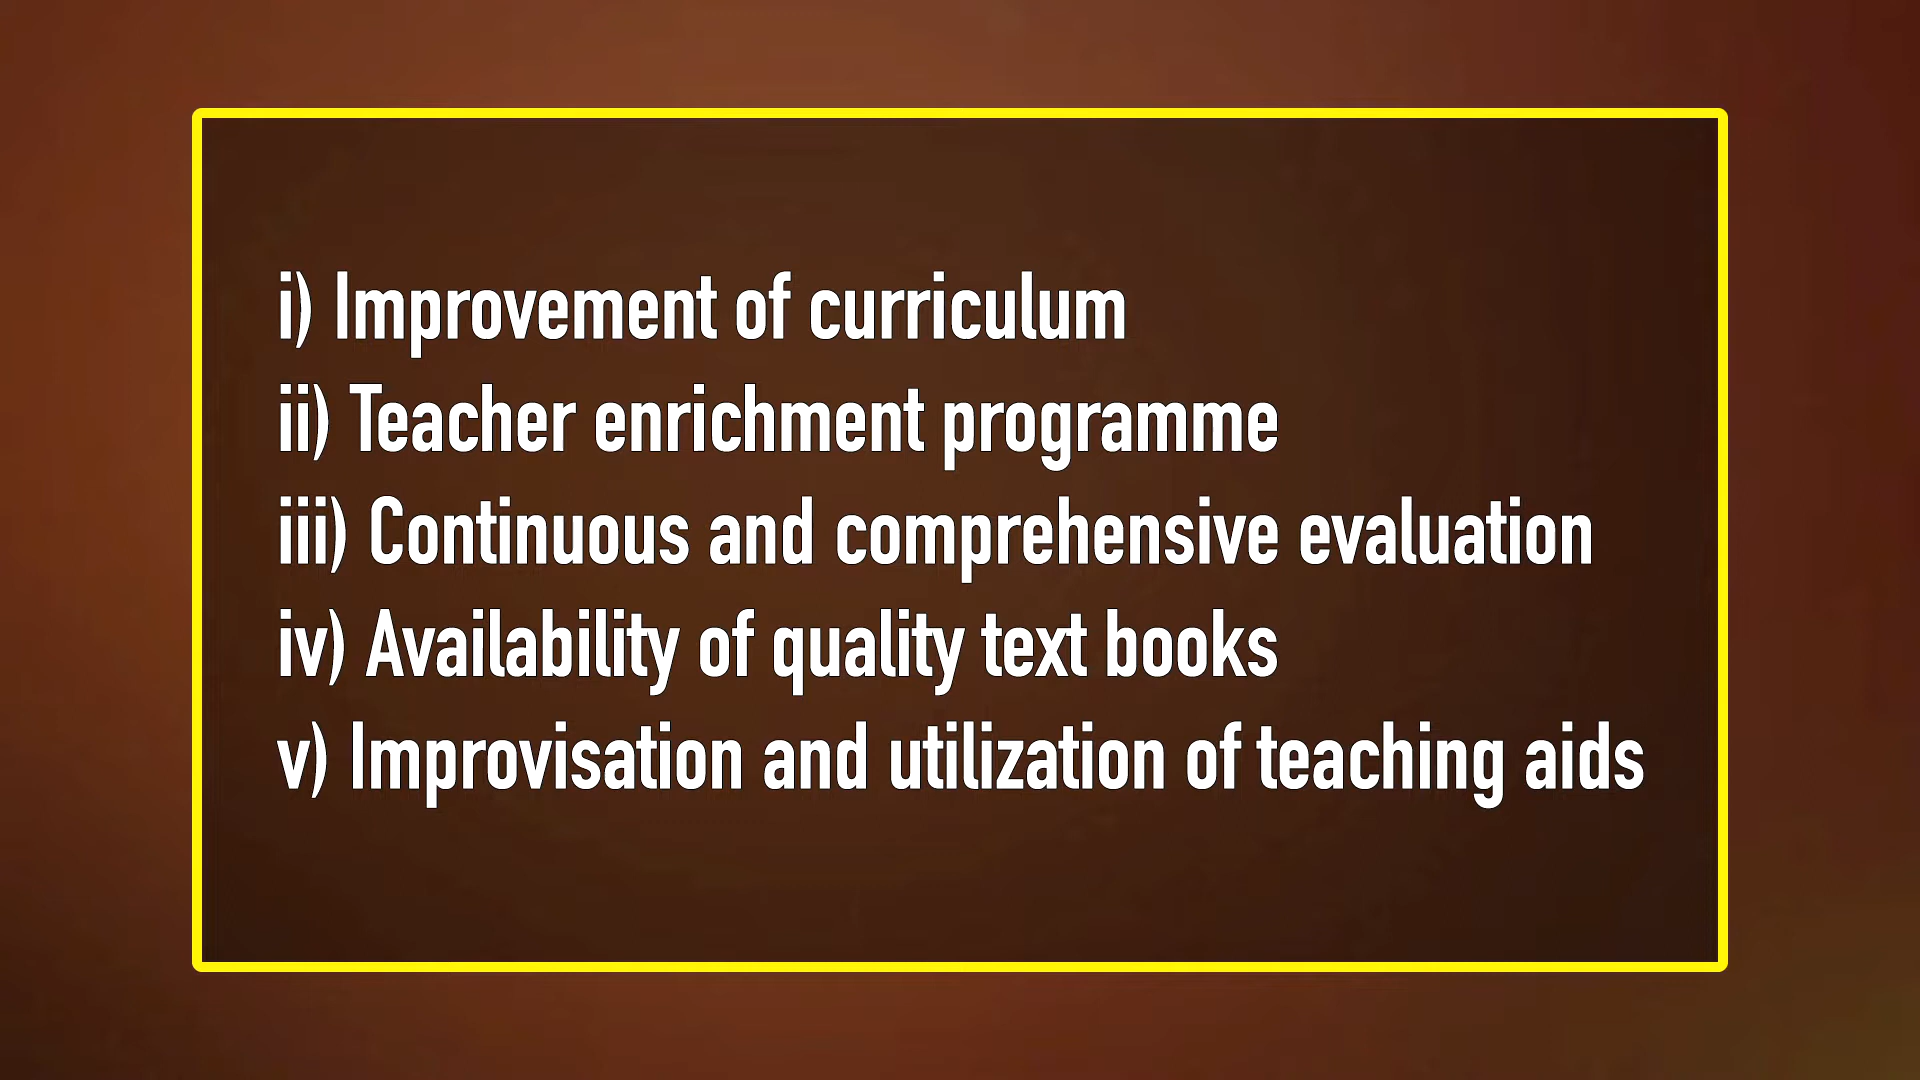 i) Improvement of curriculum
ii) Teacher enrichment programme
iii) Continuous and comprehensive evaluation
iv) Availability of quality text books
v) Improvisation and utilization of teaching aids